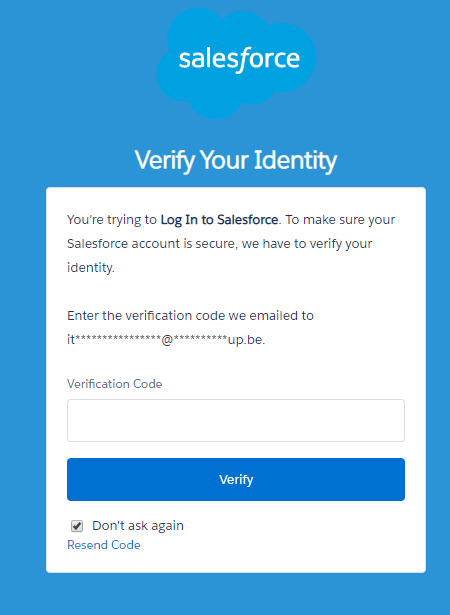 salesforce
Verify Your Identity
You're trying to Log In to Salesforce. To make sure your
Salesforce account is secure, we have to verify your
identity.
Enter the verification code we emailed to
it****************@**********up.be.
Verification Code
Verify
Don't ask again
Resend Code